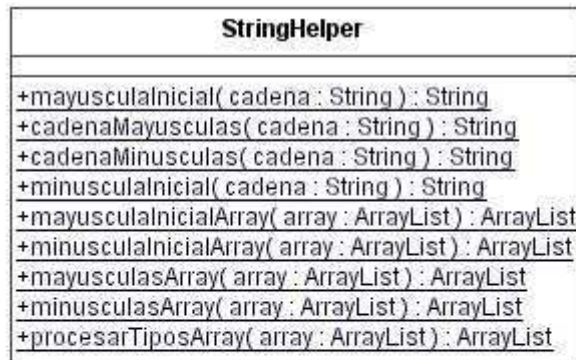 StringHelper
+mayusculaInicial( cadena : String ) : String
+cadenaMayusculas( cadena : String ) : String
+cadenaMinusculas( cadena : String ) : String
+minusculaInicial( cadena : String ) : String
+mayusculaInicialArray( array : ArrayList ) : ArrayList
+minusculaInicialArray( array : ArrayList ) : ArrayList
+mayusculasArray( array : ArrayList ) : ArrayList
+minusculasArray( array : ArrayList ) : ArrayList
+procesarTiposArray( array : ArrayList ) : ArrayList